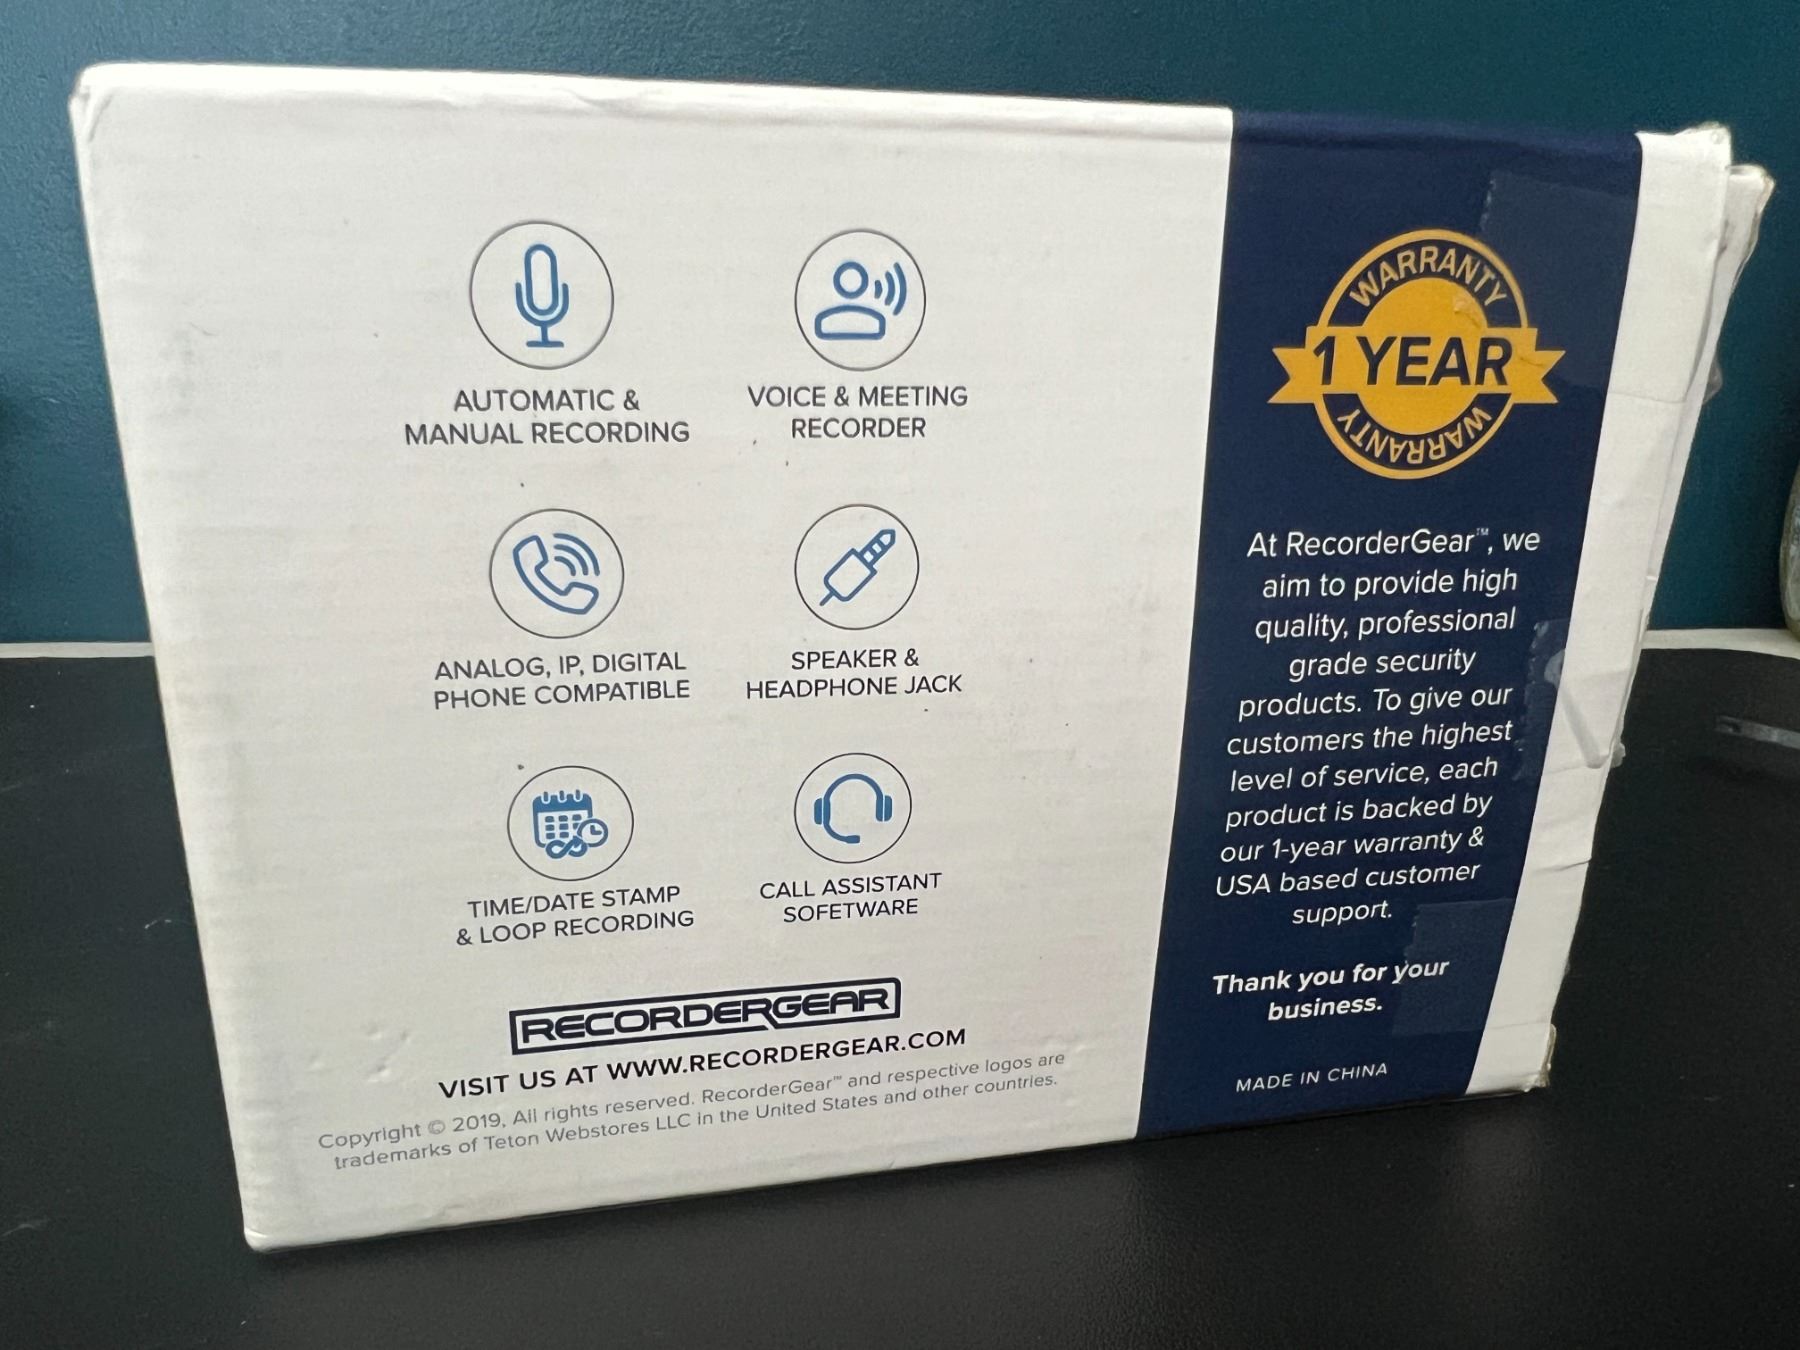 AUTOMATIC &
MANUAL RECORDING
VOICE & MEETING
RECORDER
ANALOG, IP, DIGITAL
PHONE COMPATIBLE
SPEAKER &
HEADPHONE JACK
TIME/DATE STAMP
& LOOP RECORDING
CALL ASSISTANT
SOFETWARE
RECORDERGEAR
VISIT US AT WWW.RECORDERGEAR.COM
Copyright © 2019, All rights reserved. RecorderGear™ and respective logos are
trademarks of Teton Webstores LLC in the United States and other countries.
WARRANTY
1 YEAR
WARRANTY
At RecorderGear™, we
aim to provide high
quality, professional
grade security
products. To give our
customers the highest
level of service, each
product is backed by
our 1-year warranty &
USA based customer
support.
Thank you for your
business.
MADE IN CHINA